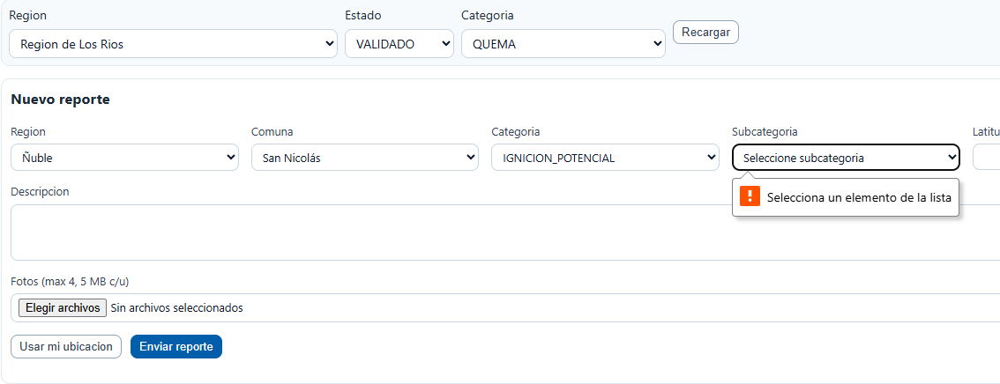 Region Estado Categoria
Region de Los Rios VALIDADO QUEMA Recargar
Nuevo reporte
Region Comuna Categoria Subcategoria Latitu
Ñuble San Nicolás IGNICION_POTENCIAL Seleccione subcategoria
Selecciona un elemento de la lista
Descripcion
Fotos (max 4, 5 MB c/u)
Elegir archivos Sin archivos seleccionados
Usar mi ubicacion Enviar reporte